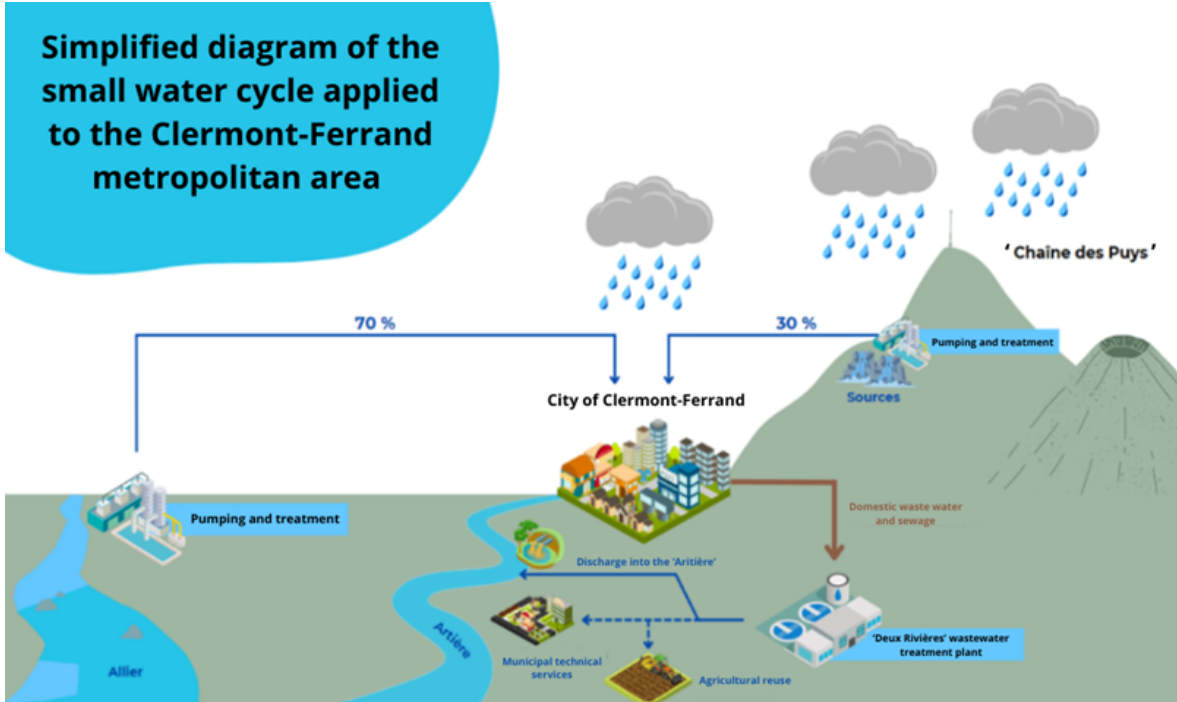 Simplified diagram of the
small water cycle applied
to the Clermont-Ferrand
metropolitan area
' Chaîne des Puys '
70 %
30 %
Pumping and treatment
Sources
City of Clermont-Ferrand
Pumping and treatment
Domestic waste water
and sewage
Discharge into the 'Aritière'
Artière
Allier
Municipal technical
services
Agricultural reuse
'Deux Rivières' wastewater
treatment plant